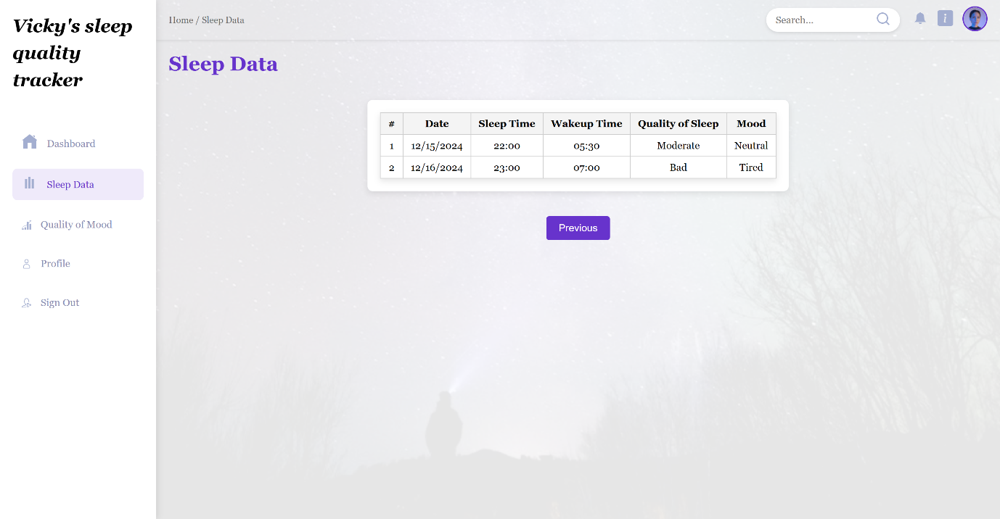 Vicky's sleep
quality
tracker
Dashboard
Sleep Data
Quality of Mood
Profile
Sign Out
Home / Sleep Data
Search...
i
Sleep Data
# Date Sleep Time Wakeup Time Quality of Sleep Mood
1 12/15/2024 22:00 05:30 Moderate Neutral
2 12/16/2024 23:00 07:00 Bad Tired
Previous